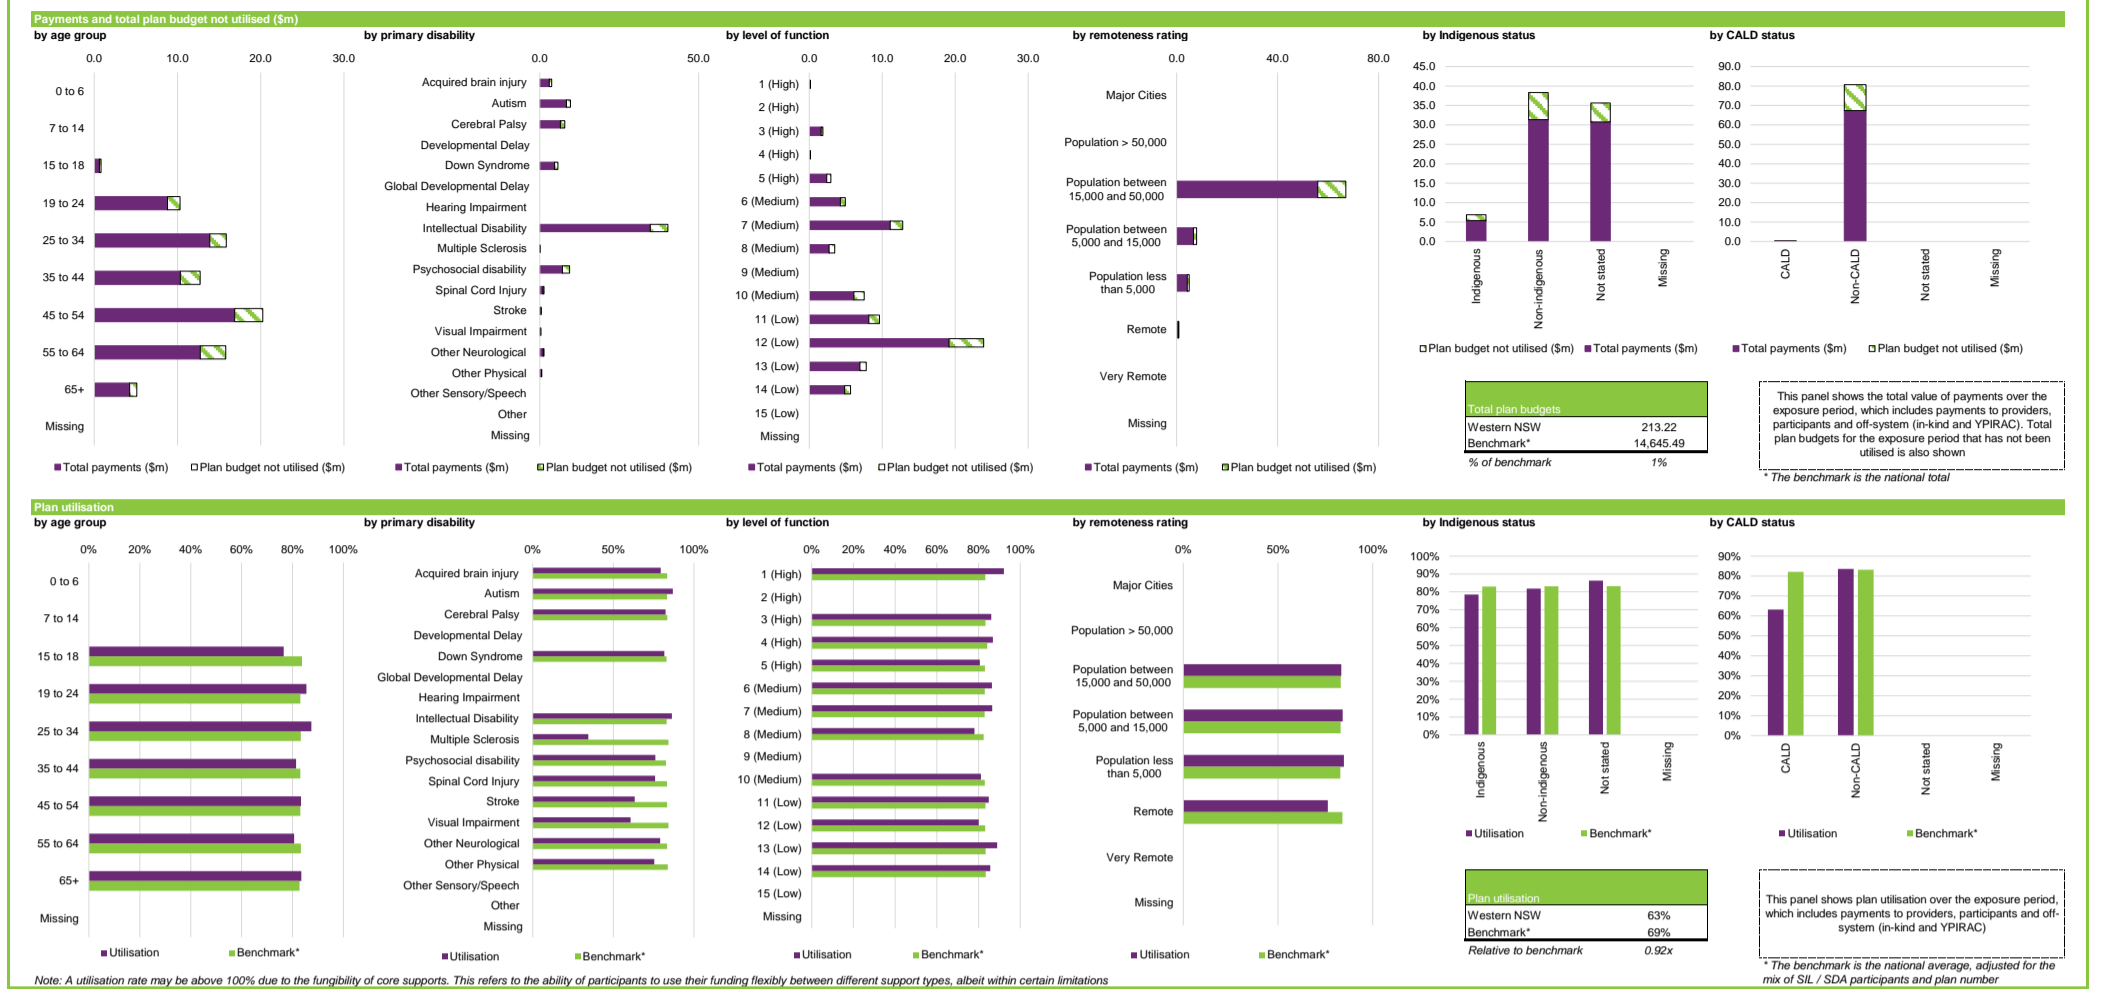 Payments and total plan budget not utilised ($m)
by age group
0.0 10.0 20.0 30.0
0 to 6
7 to 14
15 to 18
19 to 24
25 to 34
35 to 44
45 to 54
55 to 64
65+
Missing
Total payments ($m) Plan budget not utilised ($m)
by primary disability
0.0 50.0
Acquired brain injury
Autism
Cerebral Palsy
Developmental Delay
Down Syndrome
Global Developmental Delay
Hearing Impairment
Intellectual Disability
Multiple Sclerosis
Psychosocial disability
Spinal Cord Injury
Stroke
Visual Impairment
Other Neurological
Other Physical
Other Sensory/Speech
Other
Missing
Total payments ($m) Plan budget not utilised ($m)
by level of function
0.0 10.0 20.0 30.0
1 (High)
2 (High)
3 (High)
4 (High)
5 (High)
6 (Medium)
7 (Medium)
8 (Medium)
9 (Medium)
10 (Medium)
11 (Low)
12 (Low)
13 (Low)
14 (Low)
15 (Low)
Missing
Total payments ($m) Plan budget not utilised ($m)
by remoteness rating
0.0 40.0 80.0
Major Cities
Population > 50,000
Population between
15,000 and 50,000
Population between
5,000 and 15,000
Population less
than 5,000
Remote
Very Remote
Missing
Total payments ($m) Plan budget not utilised ($m)
by Indigenous status
45.0
40.0
35.0
30.0
25.0
20.0
15.0
10.0
5.0
0.0
Indigenous
Non-indigenous
Not stated
Missing
Plan budget not utilised ($m) Total payments ($m)
Total plan budgets
Western NSW 213.22
Benchmark* 14,645.49
% of benchmark 1%
by CALD status
90.0
80.0
70.0
60.0
50.0
40.0
30.0
20.0
10.0
0.0
CALD
Non-CALD
Not stated
Missing
Total payments ($m) Plan budget not utilised ($m)
This panel shows the total value of payments over the
exposure period, which includes payments to providers,
participants and off-system (in-kind and YPIRAC). Total
plan budgets for the exposure period that has not been
utilised is also shown
* The benchmark is the national total
Plan utilisation
by age group
0% 20% 40% 60% 80% 100%
0 to 6
7 to 14
15 to 18
19 to 24
25 to 34
35 to 44
45 to 54
55 to 64
65+
Missing
Utilisation Benchmark*
by primary disability
0% 50% 100%
Acquired brain injury
Autism
Cerebral Palsy
Developmental Delay
Down Syndrome
Global Developmental Delay
Hearing Impairment
Intellectual Disability
Multiple Sclerosis
Psychosocial disability
Spinal Cord Injury
Stroke
Visual Impairment
Other Neurological
Other Physical
Other Sensory/Speech
Other
Missing
Utilisation Benchmark*
by level of function
0% 20% 40% 60% 80% 100%
1 (High)
2 (High)
3 (High)
4 (High)
5 (High)
6 (Medium)
7 (Medium)
8 (Medium)
9 (Medium)
10 (Medium)
11 (Low)
12 (Low)
13 (Low)
14 (Low)
15 (Low)
Missing
Utilisation Benchmark*
by remoteness rating
0% 50% 100%
Major Cities
Population > 50,000
Population between
15,000 and 50,000
Population between
5,000 and 15,000
Population less
than 5,000
Remote
Very Remote
Missing
Utilisation Benchmark*
by Indigenous status
100%
90%
80%
70%
60%
50%
40%
30%
20%
10%
0%
Indigenous
Non-indigenous
Not stated
Missing
Utilisation Benchmark*
Plan utilisation
Western NSW 63%
Benchmark* 69%
Relative to benchmark 0.92x
by CALD status
90%
80%
70%
60%
50%
40%
30%
20%
10%
0%
CALD
Non-CALD
Not stated
Missing
Utilisation Benchmark*
This panel shows plan utilisation over the exposure period,
which includes payments to providers, participants and off-
system (in-kind and YPIRAC)
* The benchmark is the national average, adjusted for the
mix of SIL / SDA participants and plan number
Note: A utilisation rate may be above 100% due to the fungibility of core supports. This refers to the ability of participants to use their funding flexibly between different support types, albeit within certain limitations